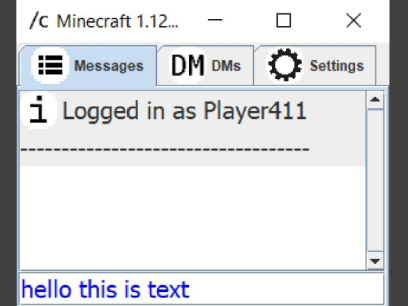 /C Minecraft 1.12...
Messages
DM DMs
Settings
i Logged in as Player411
-----------------------------------
hello this is text